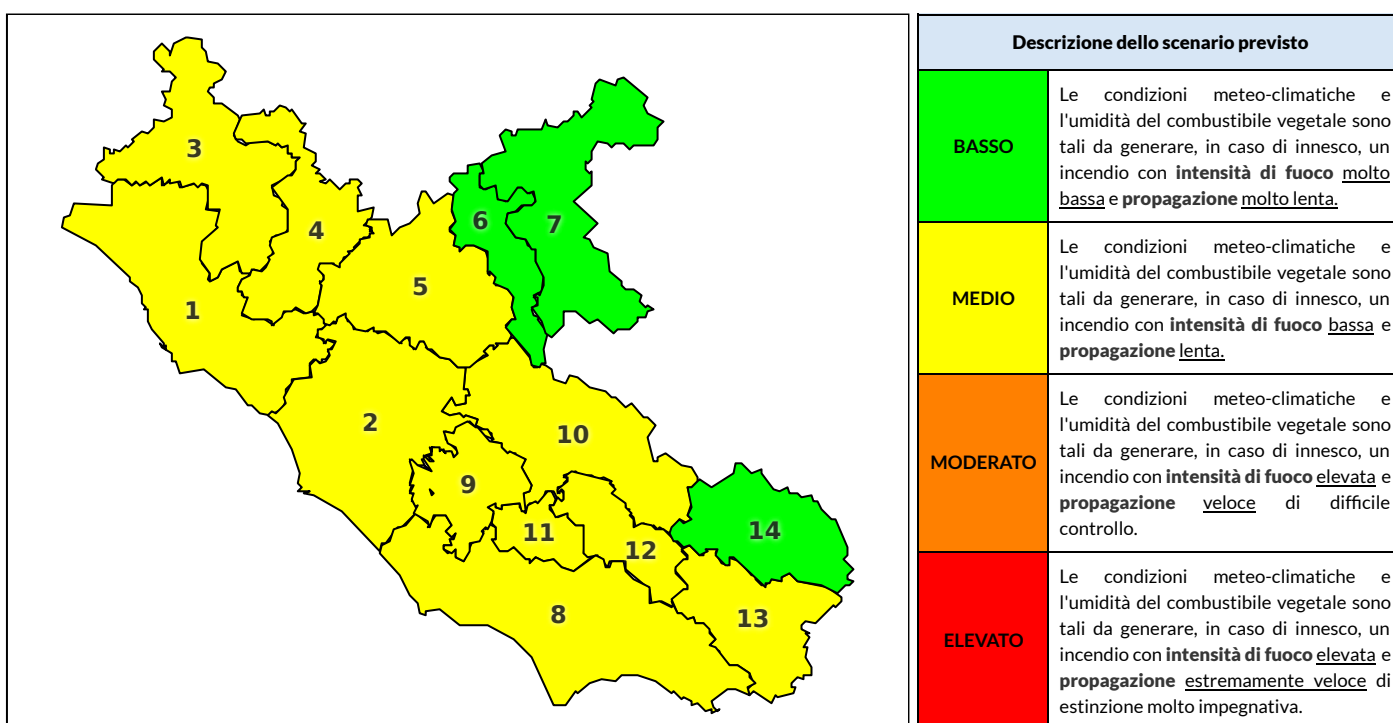 3
4
6
7
5
1
2
10
9
11
12
14
8
13
Descrizione dello scenario previsto
BASSO
Le condizioni meteo-climatiche e
l'umidità del combustibile vegetale sono
tali da generare, in caso di innesco, un
incendio con intensità di fuoco molto
bassa e propagazione molto lenta.
MEDIO
Le condizioni meteo-climatiche e
l'umidità del combustibile vegetale sono
tali da generare, in caso di innesco, un
incendio con intensità di fuoco bassa e
propagazione lenta.
MODERATO
Le condizioni meteo-climatiche e
l'umidità del combustibile vegetale sono
tali da generare, in caso di innesco, un
incendio con intensità di fuoco elevata e
propagazione veloce di difficile
controllo.
ELEVATO
Le condizioni meteo-climatiche e
l'umidità del combustibile vegetale sono
tali da generare, in caso di innesco, un
incendio con intensità di fuoco elevata e
propagazione estremamente veloce di
estinzione molto impegnativa.